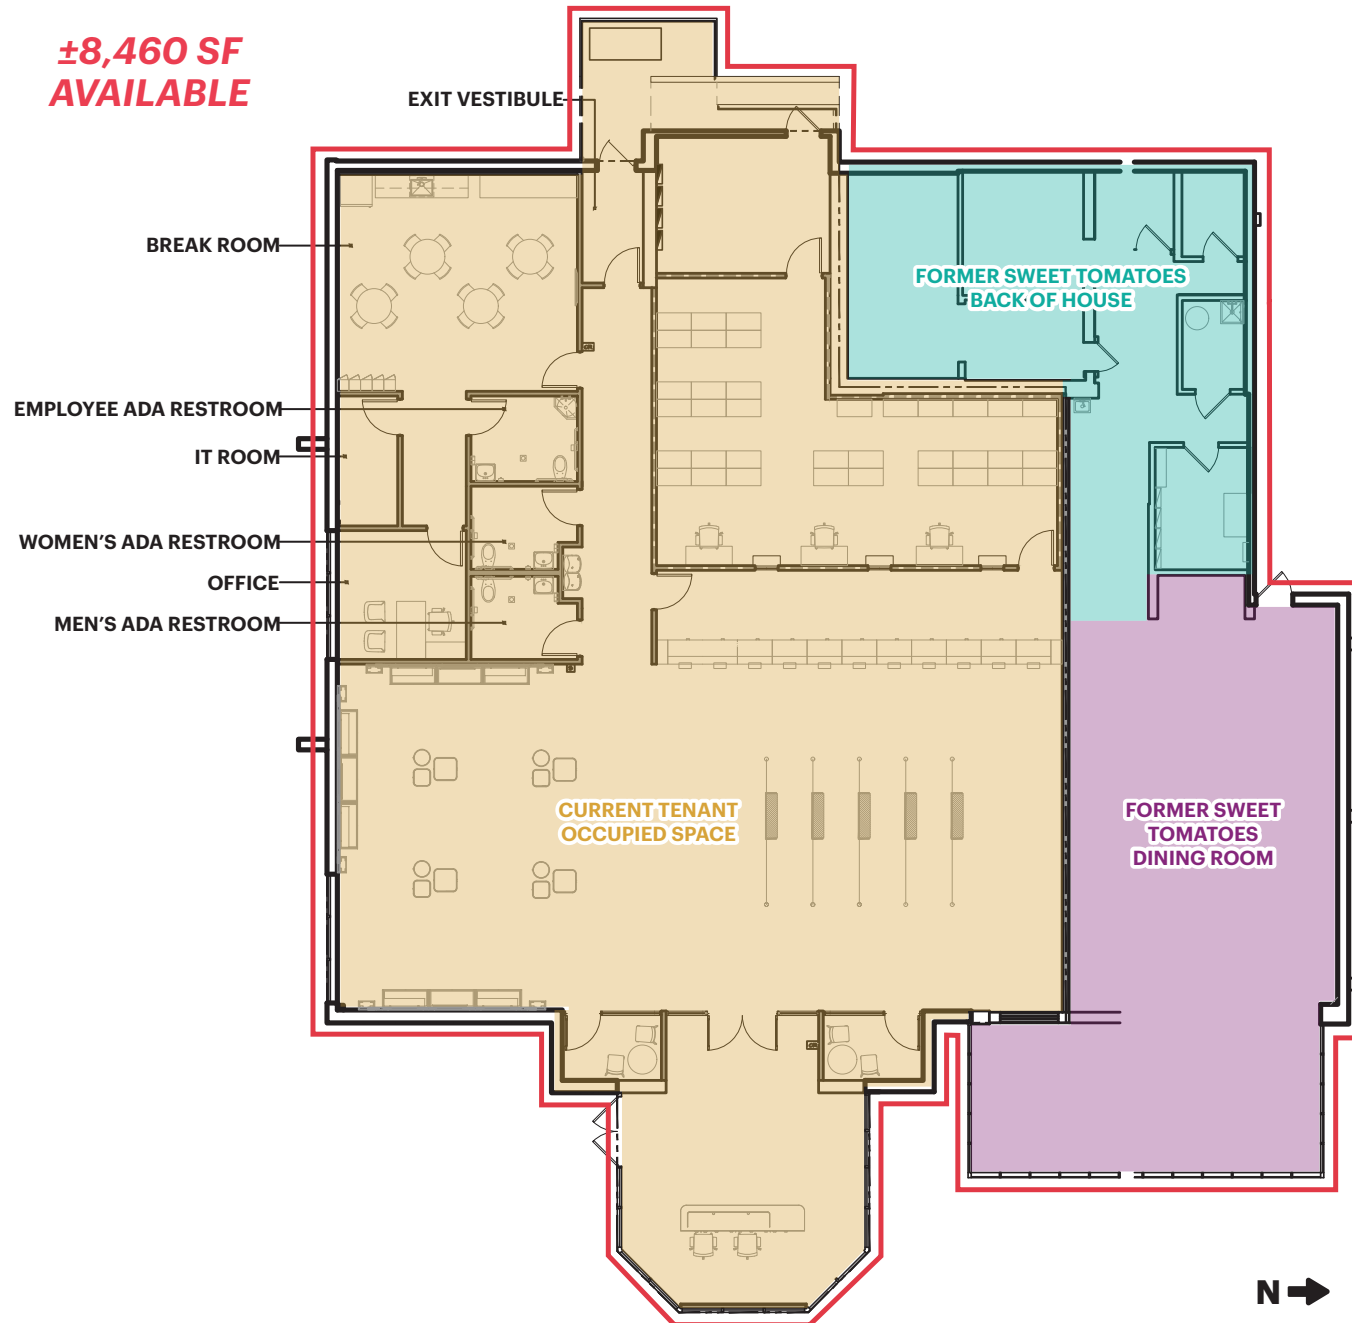 ±8,460 SF
AVAILABLE
EXIT VESTIBULE
BREAK ROOM
FORMER SWEET TOMATOES
BACK OF HOUSE
EMPLOYEE ADA RESTROOM
IT ROOM
WOMEN'S ADA RESTROOM
OFFICE
MEN'S ADA RESTROOM
CURRENT TENANT
OCCUPIED SPACE
FORMER SWEET
TOMATOES
DINING ROOM
N